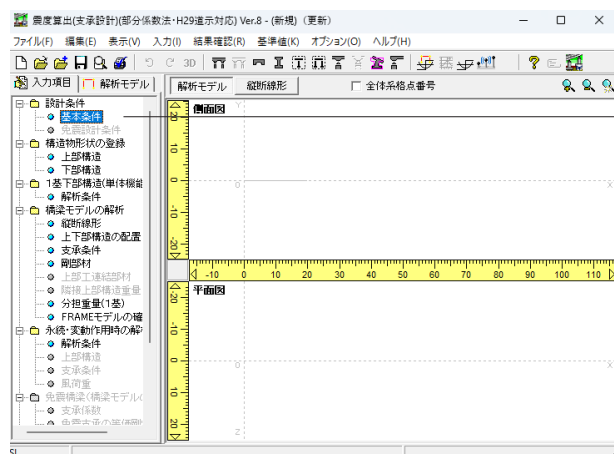 震度算出(支承設計)(部分係数法・H29道示対応) Ver.8 - (新規) (更新)
ファイル(F) 編集(E) 表示(V) 入力(I) 結果確認(R) 基準値(K) オプション(O) ヘルプ(H)
3D
入力項目 解析モデル 解析モデル 縦断線形 全体系格点番号
設計条件
基本条件
免震設計条件
構造物形状の登録
上部構造
下部構造
1基下部構造(単体機能
解析条件
橋梁モデルの解析
縦断線形
上下部構造の配置
支承条件
剛部材
上部工連結部材
隣接上部構造重量
分担重量(1基)
FRAMEモデルの確
永続・変動作用時の解
解析条件
上部構造
支承条件
風荷重
免震橋梁(橋梁モデル
支承係数
側面図
Y
0
X
-20
-10
0
10
20
-10 0 10 20 30 40 50 60 70 80 90 100 110
平面図
0
X
Z
-20
-10
0
10
20